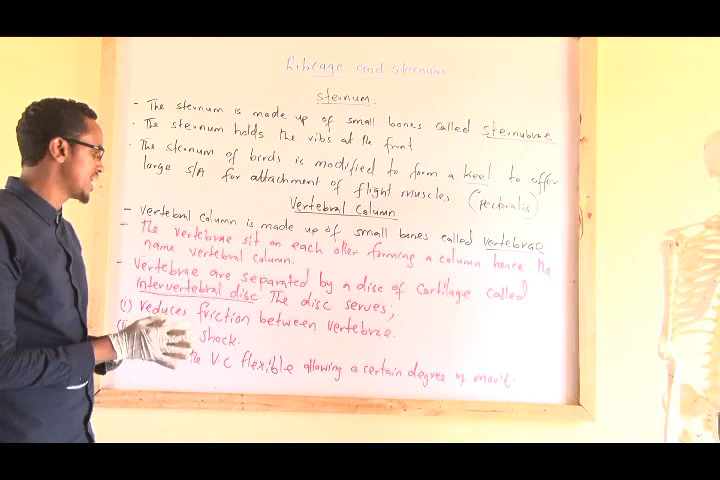 Ribcage and sternum
Sternum.
- The sternum is made up of small bones called Sternubrae
- The sternum holds the ribs at the front
- The sternum of birds is modified to form a keel to offer
large S/A for attachment of flight muscles (pectoralis)
Vertebral Column
- Vertebral column is made up of small bones called vertebrae
- The vertebrae sit on each other forming a column hence the
name vertebral column.
- Vertebrae are separated by a disc of cartilage called
intervertebral disc. The disc serves;
(i) reduces friction between vertebrae.
shock.
the V.C flexible allowing a certain degree of mov't.